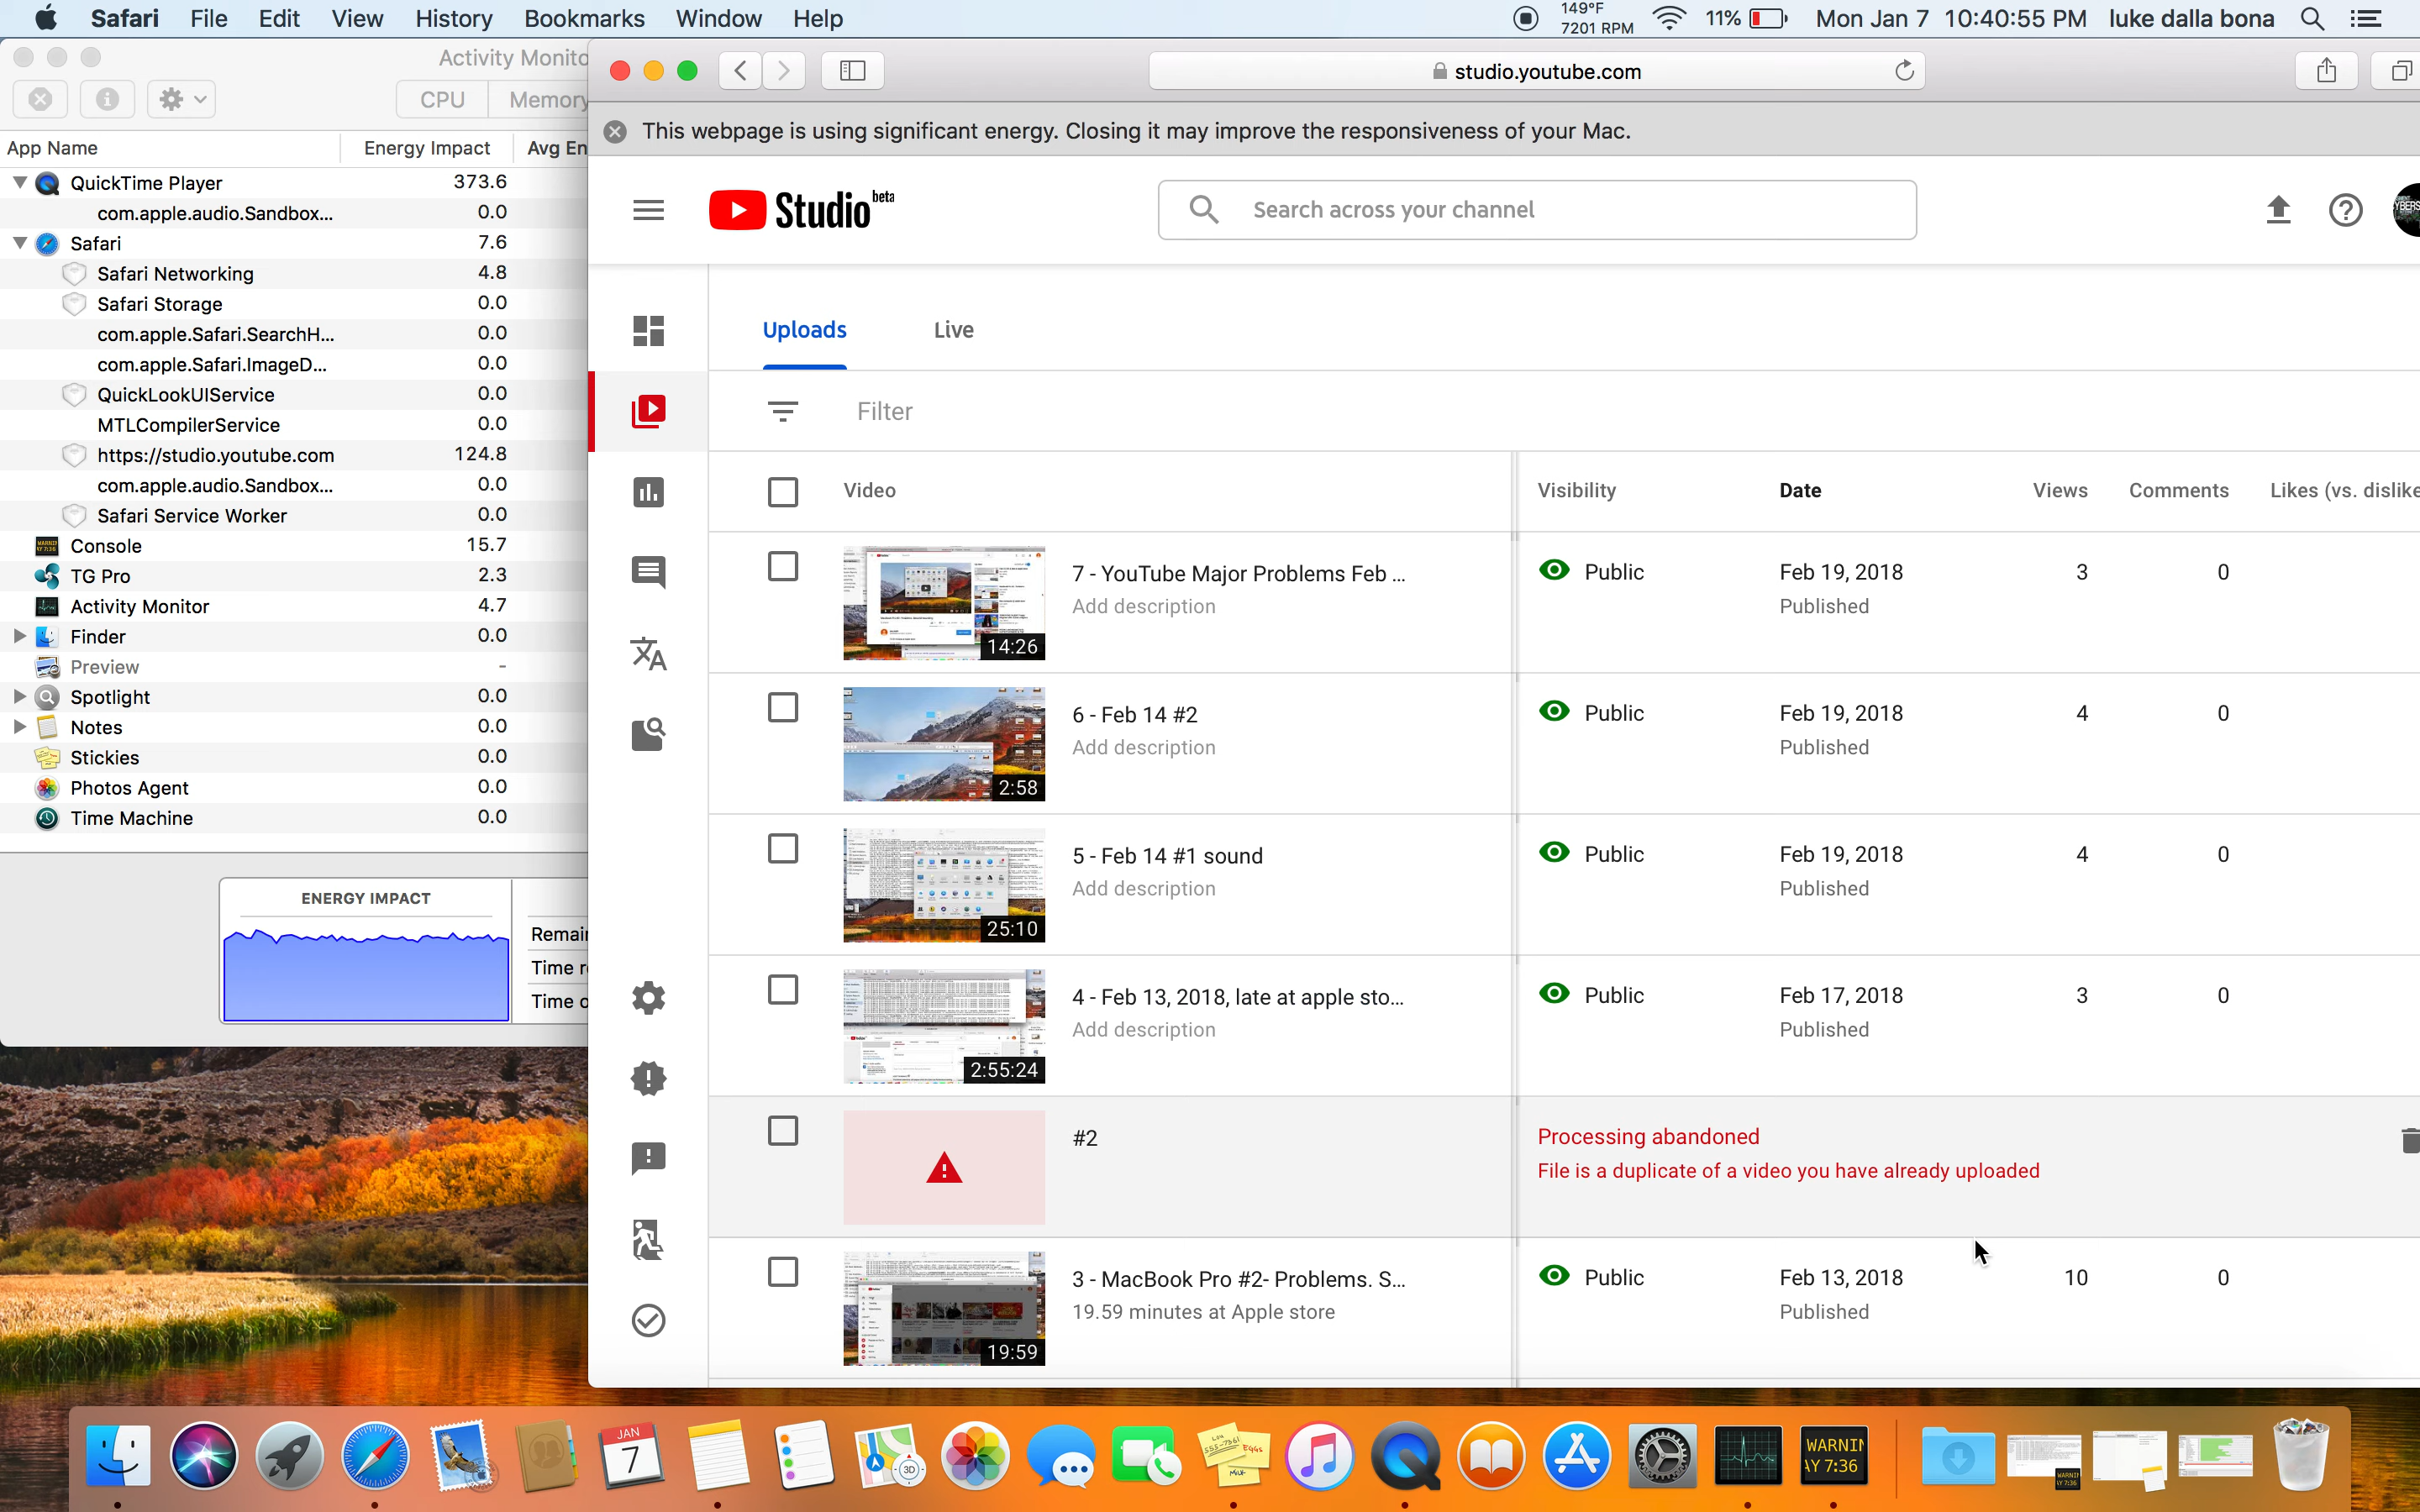 Safari File Edit View History Bookmarks Window Help
149°F
7201 RPM
11% Mon Jan 7 10:40:55 PM luke dalla bona
Activity Monito
CPU Memory
App Name Energy Impact Avg En
QuickTime Player 373.6
com.apple.audio.Sandbox... 0.0
Safari 7.6
Safari Networking 4.8
Safari Storage 0.0
com.apple.Safari.SearchH... 0.0
com.apple.Safari.ImageD... 0.0
QuickLookUIService 0.0
MTLCompilerService 0.0
https://studio.youtube.com 124.8
com.apple.audio.Sandbox... 0.0
Safari Service Worker 0.0
Console 15.7
TG Pro 2.3
Activity Monitor 4.7
Finder 0.0
Preview -
Spotlight 0.0
Notes 0.0
Stickies 0.0
Photos Agent 0.0
Time Machine 0.0
ENERGY IMPACT
Remai
Time r
Time o
studio.youtube.com
This webpage is using significant energy. Closing it may improve the responsiveness of your Mac.
Studio beta
Search across your channel
Uploads Live
Filter
Video Visibility Date Views Comments Likes (vs. dislike
7 - YouTube Major Problems Feb ... Public Feb 19, 2018 3 0
Add description Published
14:26
6 - Feb 14 #2 Public Feb 19, 2018 4 0
Add description Published
2:58
5 - Feb 14 #1 sound Public Feb 19, 2018 4 0
Add description Published
25:10
4 - Feb 13, 2018, late at apple sto... Public Feb 17, 2018 3 0
Add description Published
2:55:24
#2 Processing abandoned
File is a duplicate of a video you have already uploaded
3 - MacBook Pro #2- Problems. S... Public Feb 13, 2018 10 0
19.59 minutes at Apple store Published
19:59
JAN
7
3D
WARNIN
AY 7:36